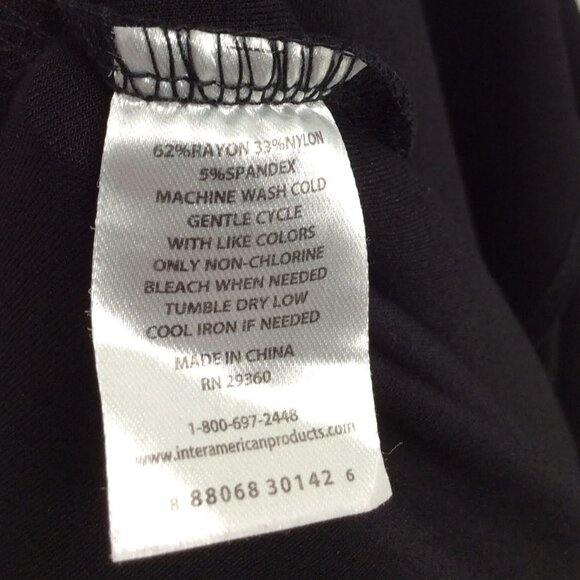 62%RAYON 33%NYLON
5%SPANDEX
MACHINE WASH COLD
GENTLE CYCLE
WITH LIKE COLORS
ONLY NON-CHLORINE
BLEACH WHEN NEEDED
TUMBLE DRY LOW
COOL IRON IF NEEDED
MADE IN CHINA
RN 29360
1-800-697-2448
www.interamericanproducts.com
8 88068 30142 6